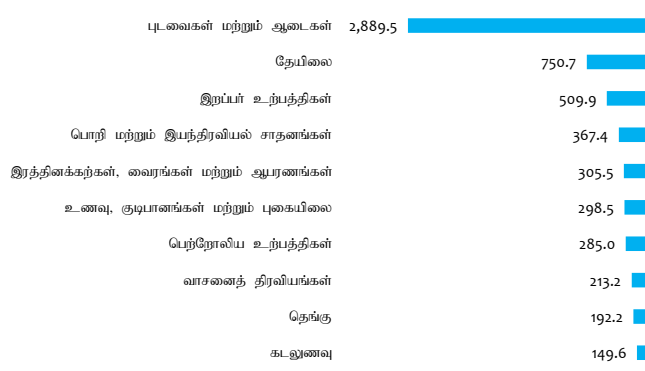 புடவைகள் மற்றும் ஆடைகள் 2,889.5
தேயிலை 750.7
இறப்பர் உற்பத்திகள் 509.9
பொறி மற்றும் இயந்திரவியல் சாதனங்கள் 367.4
இரத்தினக்கற்கள், வைரங்கள் மற்றும் ஆபரணங்கள் 305.5
உணவு, குடிபானங்கள் மற்றும் புகையிலை 298.5
பெற்றோலிய உற்பத்திகள் 285.0
வாசனைத் திரவியங்கள் 213.2
தெங்கு 192.2
கடலுணவு 149.6